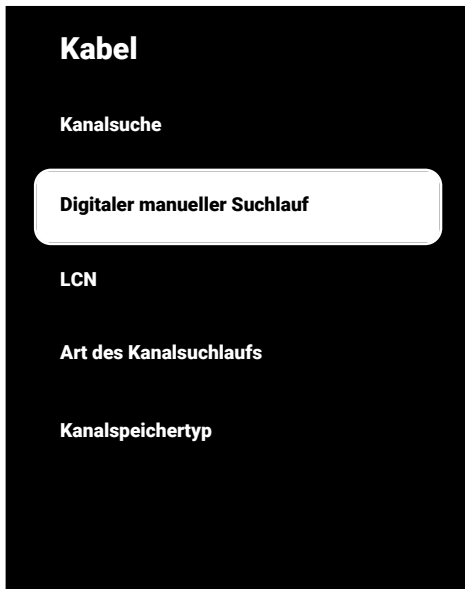 Kabel
Kanalsuche
Digitaler manueller Suchlauf
LCN
Art des Kanalsuchlaufs
Kanalspeichertyp